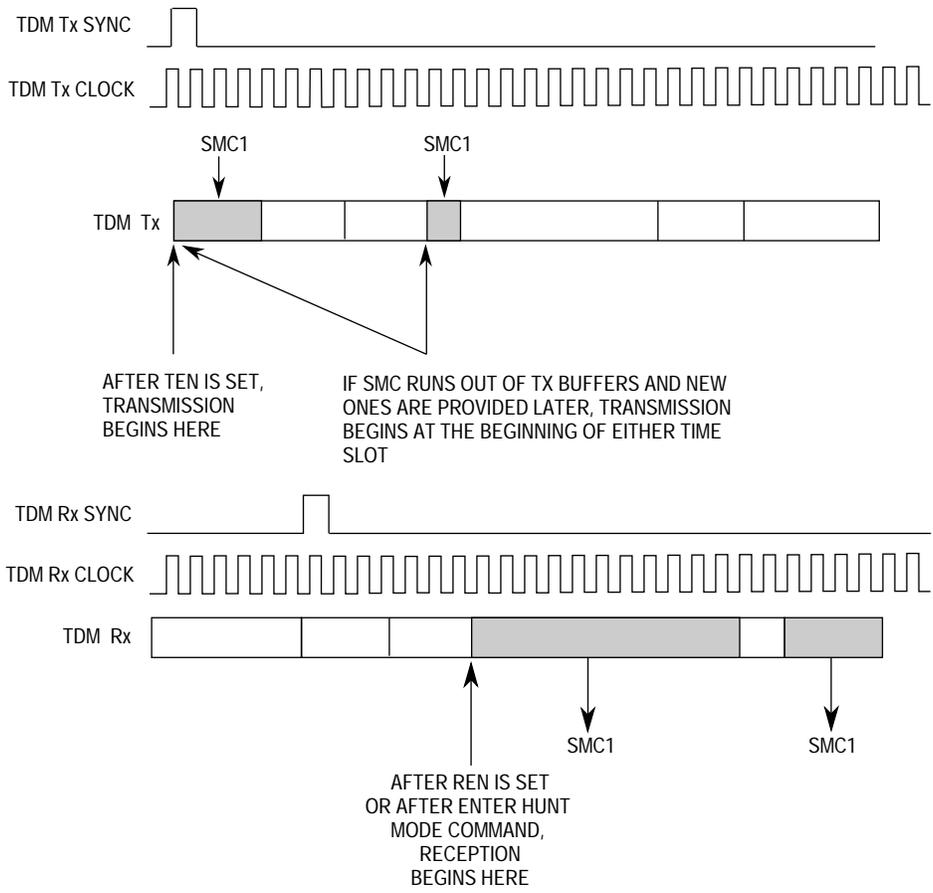 TDM Tx SYNC
TDM Tx CLOCK
SMC1
SMC1
TDM Tx
AFTER TEN IS SET,
TRANSMISSION
BEGINS HERE
IF SMC RUNS OUT OF TX BUFFERS AND NEW
ONES ARE PROVIDED LATER, TRANSMISSION
BEGINS AT THE BEGINNING OF EITHER TIME
SLOT
TDM Rx SYNC
TDM Rx CLOCK
TDM Rx
SMC1
SMC1
AFTER REN IS SET
OR AFTER ENTER HUNT
MODE COMMAND,
RECEPTION
BEGINS HERE